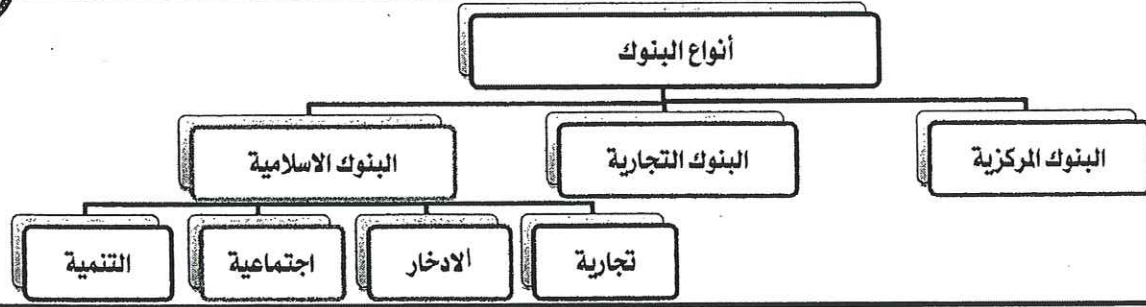 أنواع البنوك
البنوك المركزية
البنوك التجارية
البنوك الاسلامية
تجارية
الادخار
اجتماعية
التنمية